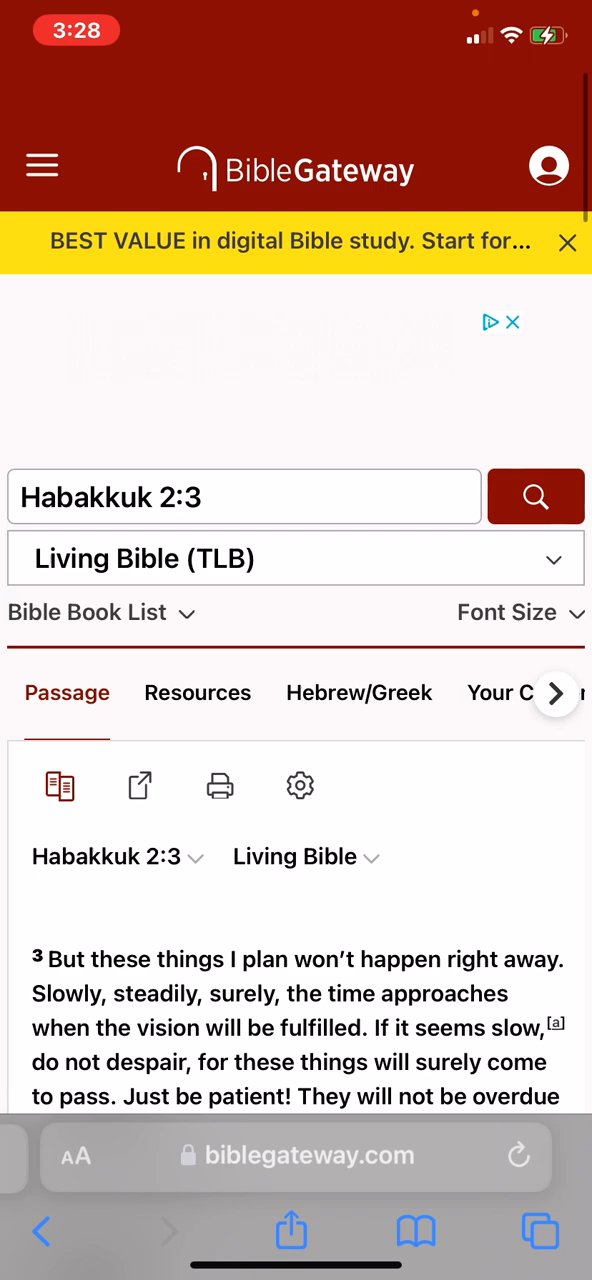 3:28
BibleGateway
BEST VALUE in digital Bible study. Start for...
Habakkuk 2:3
Living Bible (TLB)
Bible Book List
Font Size
Passage Resources Hebrew/Greek Your C
Habakkuk 2:3 Living Bible
3 But these things I plan won’t happen right away.
Slowly, steadily, surely, the time approaches
when the vision will be fulfilled. If it seems slow,[a]
do not despair, for these things will surely come
to pass. Just be patient! They will not be overdue
AA biblegateway.com